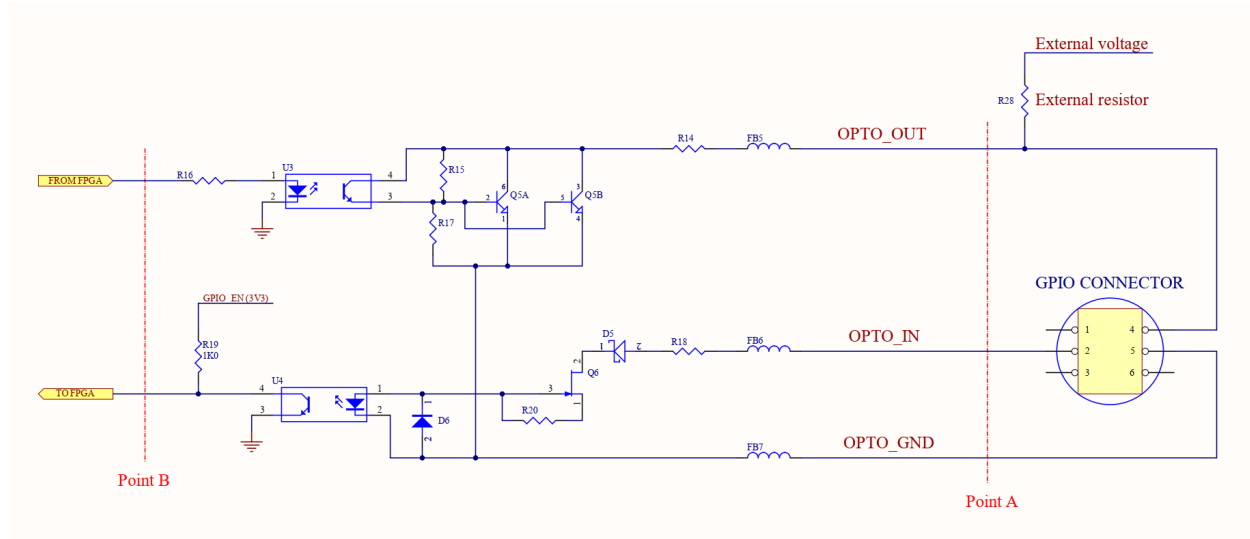 External voltage
R28
External resistor
R14
FB5
OPTO_OUT
U3
R16
FROM FPGA
1
2
4
3
R15
R17
2
6
1
Q5A
5
3
4
Q5B
GPIO_EN (3V3)
R19
1K0
TO FPGA
U4
4
3
1
2
1
D6
2
R20
3
2
Q6
1
D5
1
2
R18
FB6
OPTO_IN
FB7
OPTO_GND
GPIO CONNECTOR
1
4
2
5
3
6
Point B
Point A